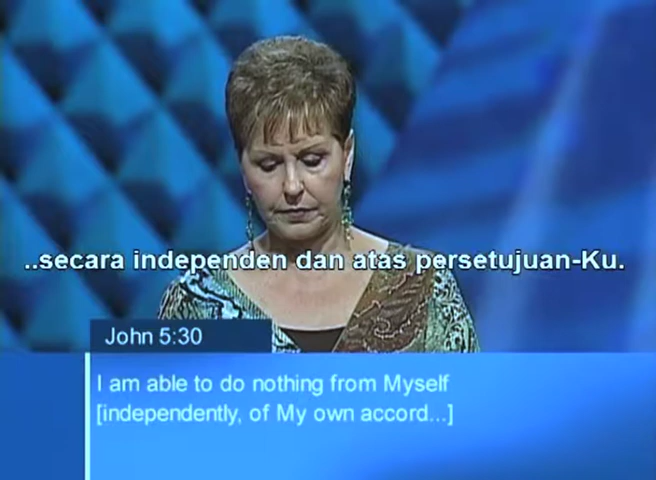 ..secara independen dan atas persetujuan-Ku.
John 5:30
I am able to do nothing from Myself
[independently, of My own accord...]